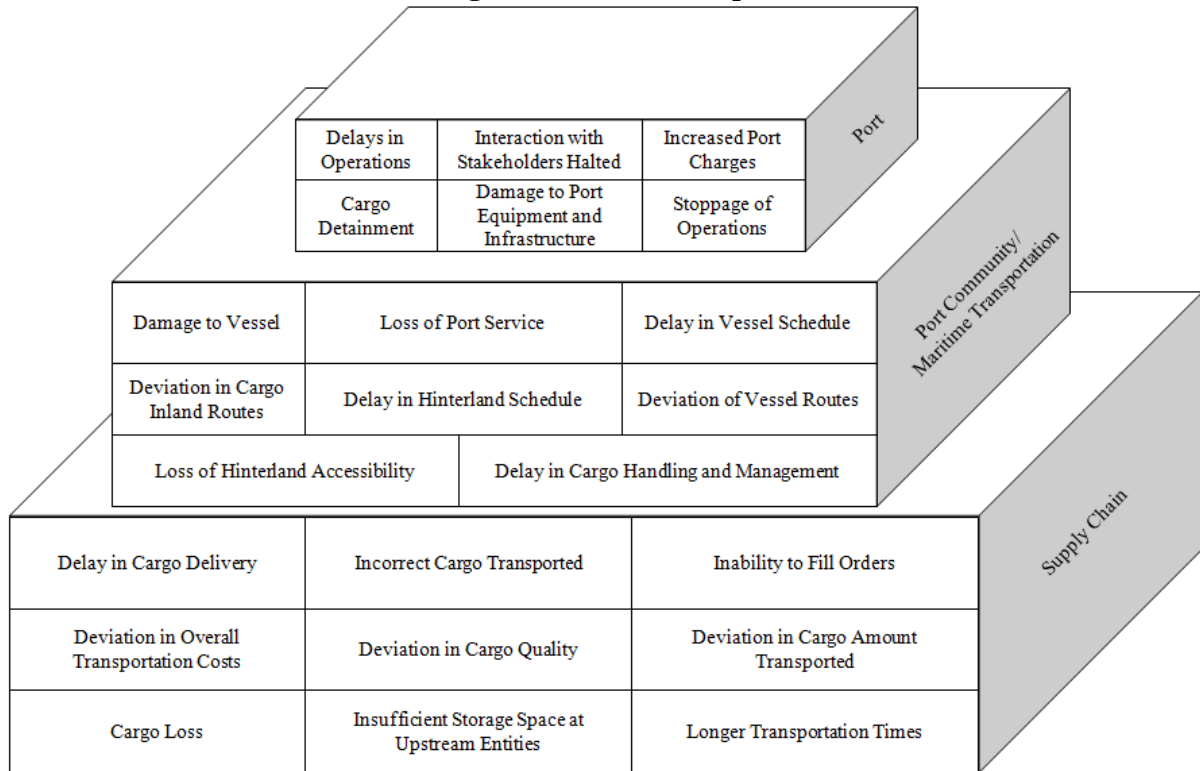 Delays in
Operations
Interaction with
Stakeholders Halted
Increased Port
Charges
Port
Cargo
Detainment
Damage to Port
Equipment and
Infrastructure
Stoppage of
Operations
Damage to Vessel
Loss of Port Service
Delay in Vessel Schedule
Port Community/
Maritime Transportation
Deviation in Cargo
Inland Routes
Delay in Hinterland Schedule
Deviation of Vessel Routes
Loss of Hinterland Accessibility
Delay in Cargo Handling and Management
Delay in Cargo Delivery
Incorrect Cargo Transported
Inability to Fill Orders
Supply Chain
Deviation in Overall
Transportation Costs
Deviation in Cargo Quality
Deviation in Cargo Amount
Transported
Cargo Loss
Insufficient Storage Space at
Upstream Entities
Longer Transportation Times